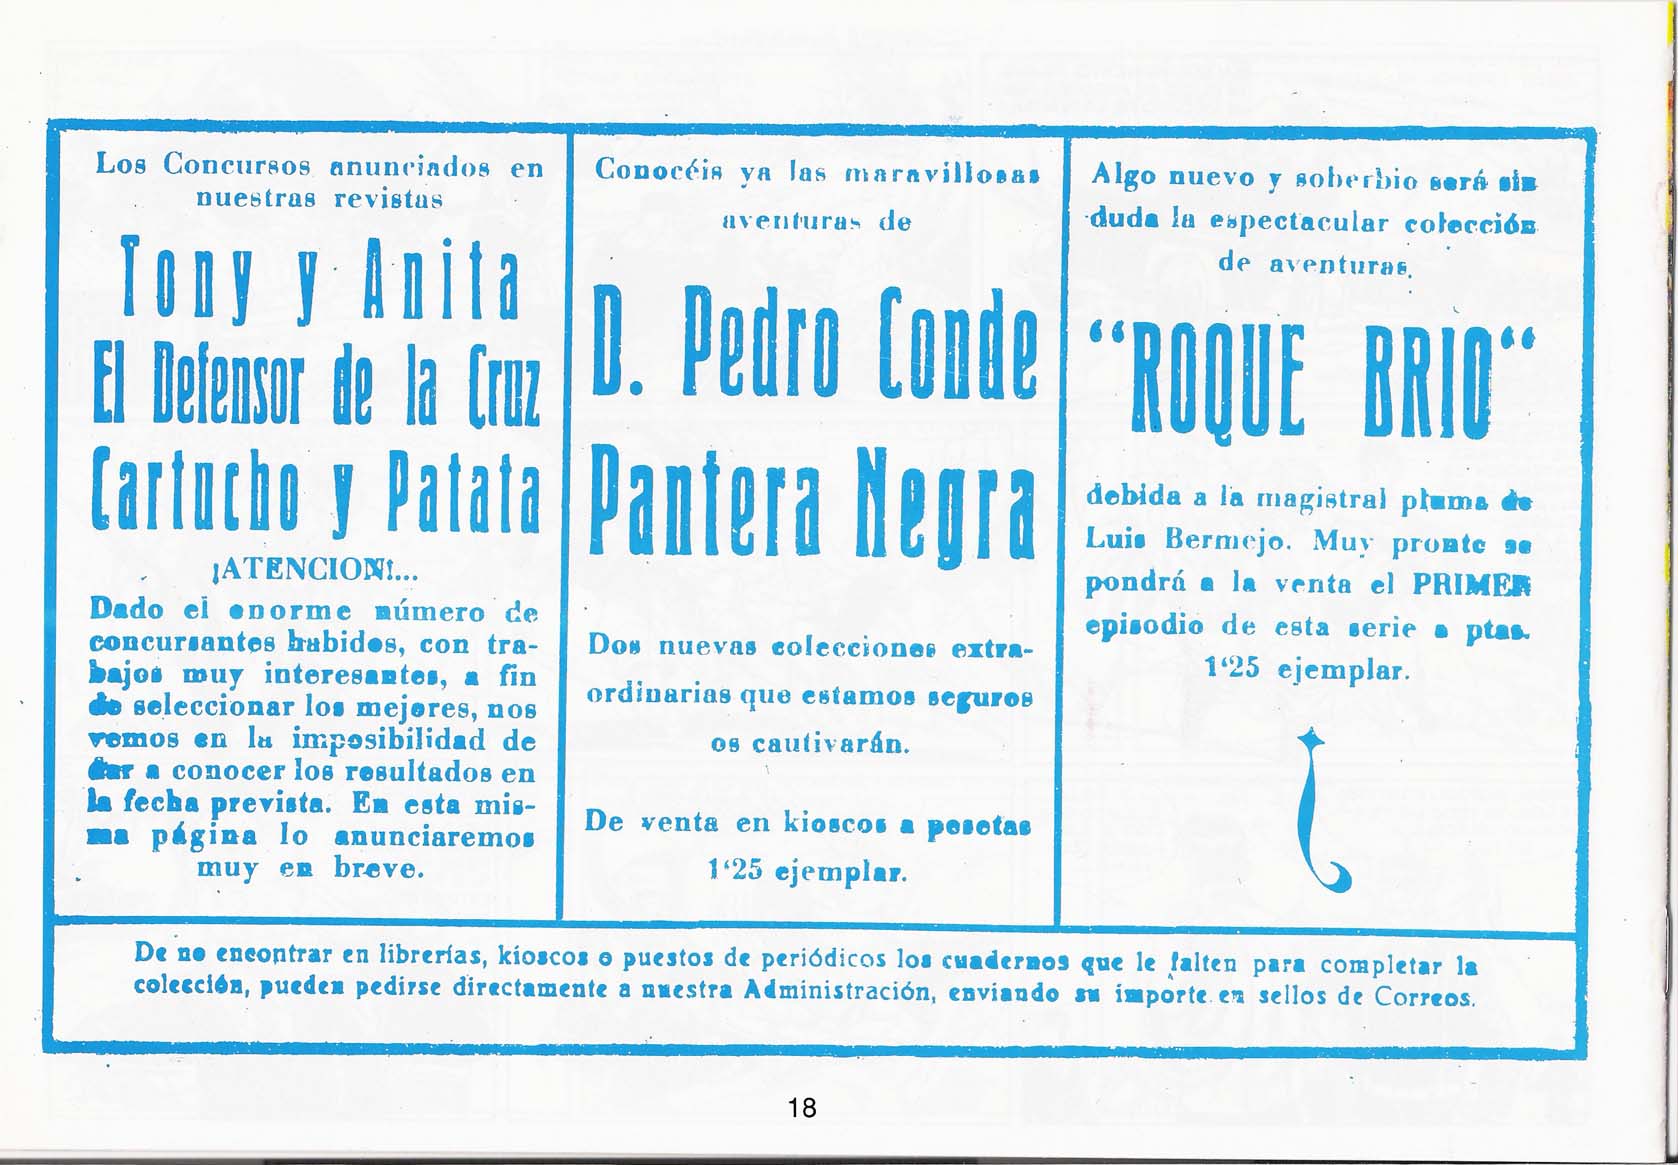 Los Concursos anunciados en
nuestras revistas
Tony y Anita
El Defensor de la Cruz
Cartucho y Patata
¡ATENCION!...
Dado el enorme número de
concursantes habidos, con tra-
bajos muy interesantes, a fin
de seleccionar los mejores, nos
vemos en la imposibilidad de
dar a conocer los resultados en
la fecha prevista. En esta mis-
ma página lo anunciaremos
muy en breve.
Conocéis ya las maravillosas
aventuras de
D. Pedro Conde
Pantera Negra
Dos nuevas colecciones extra-
ordinarias que estamos seguros
os cautivarán.
De venta en kioscos a pesetas
1'25 ejemplar.
Algo nuevo y soberbio será sin
duda la espectacular colección
de aventuras.
“ROQUE BRIO“
debida a la magistral pluma de
Luis Bermejo. Muy pronto se
pondrá a la venta el PRIMER
episodio de esta serie a ptas.
1'25 ejemplar.
De no encontrar en librerías, kioscos o puestos de periódicos los cuadernos que le falten para completar la
colección, pueden pedirse directamente a nuestra Administración, enviando su importe en sellos de Correos.
18